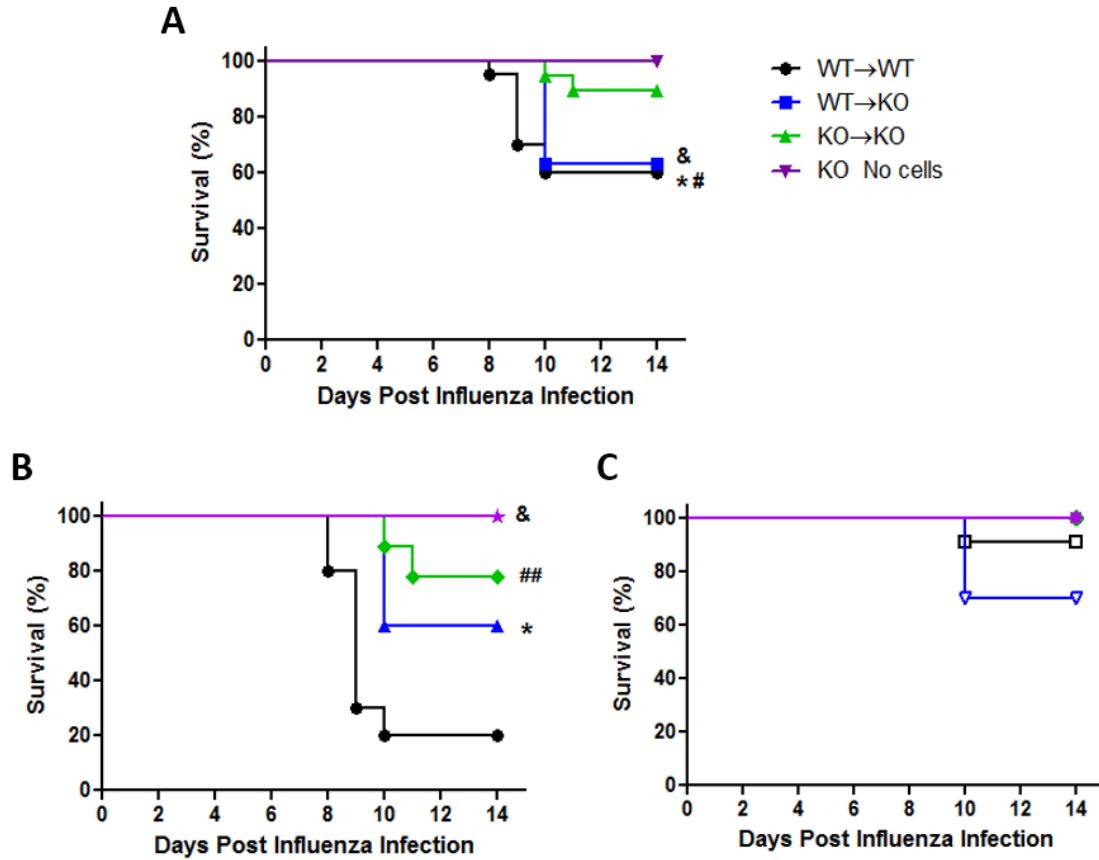 A
Survival (%)
100
80
60
40
20
0
&
* #
0 2 4 6 8 10 12 14
Days Post Influenza Infection
WT→WT
WT→KO
KO→KO
KO No cells
B
Survival (%)
100
80
60
40
20
0
&
##
*
0 2 4 6 8 10 12 14
Days Post Influenza Infection
C
Survival (%)
100
80
60
40
20
0
0 2 4 6 8 10 12 14
Days Post Influenza Infection